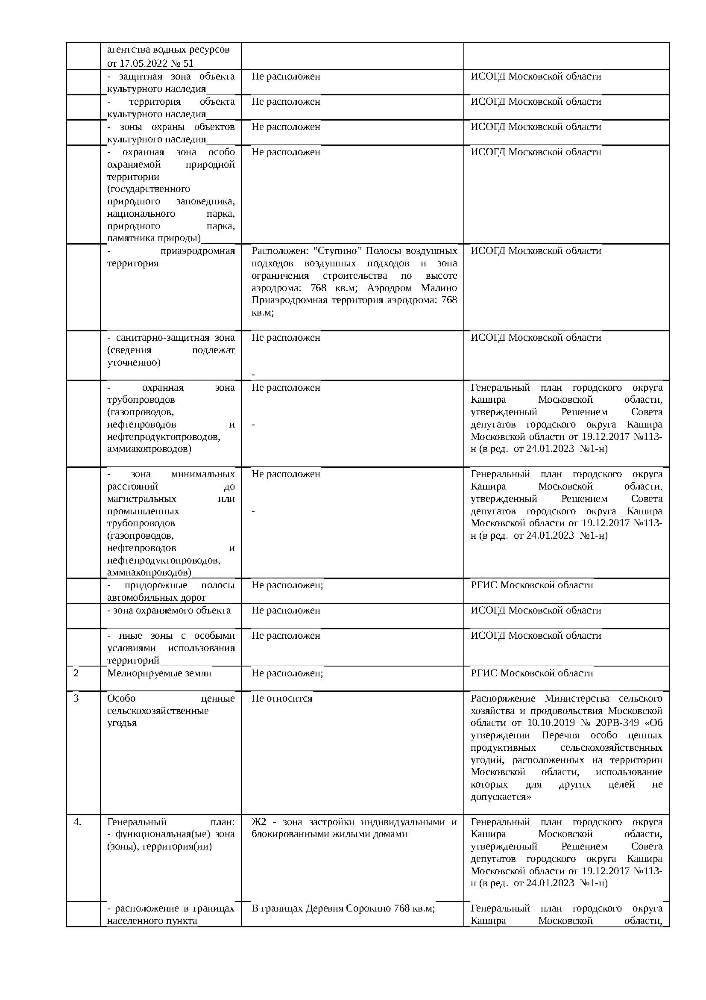 агентства водных ресурсов
от 17.05.2022 № 51
- защитная зона объекта
культурного наследия
Не расположен
ИСОГД Московской области
- территория объекта
культурного наследия
Не расположен
ИСОГД Московской области
- зоны охраны объектов
культурного наследия
Не расположен
ИСОГД Московской области
- охранная зона особо
охраняемой природной
территории
(государственного
природного заповедника,
национального парка,
природного парка,
памятника природы)
Не расположен
ИСОГД Московской области
- приаэродромная
территория
Расположен: "Ступино" Полосы воздушных
подходов воздушных подходов и зона
ограничения строительства по высоте
аэродрома: 768 кв.м; Аэродром Малино
Приаэродромная территория аэродрома: 768
кв.м;
ИСОГД Московской области
- санитарно-защитная зона
(сведения подлежат
уточнению)
Не расположен
-
ИСОГД Московской области
- охранная зона
трубопроводов
(газопроводов,
нефтепроводов и
нефтепродуктопроводов,
аммиакопроводов)
Не расположен
-
Генеральный план городского округа
Кашира Московской области,
утвержденный Решением Совета
депутатов городского округа Кашира
Московской области от 19.12.2017 №113-
н (в ред. от 24.01.2023 №1-н)
- зона минимальных
расстояний до
магистральных или
промышленных
трубопроводов
(газопроводов,
нефтепроводов и
нефтепродуктопроводов,
аммиакопроводов)
Не расположен
-
Генеральный план городского округа
Кашира Московской области,
утвержденный Решением Совета
депутатов городского округа Кашира
Московской области от 19.12.2017 №113-
н (в ред. от 24.01.2023 №1-н)
- придорожные полосы
автомобильных дорог
Не расположен;
РГИС Московской области
- зона охраняемого объекта
Не расположен
ИСОГД Московской области
- иные зоны с особыми
условиями использования
территорий
Не расположен
ИСОГД Московской области
2
Мелиорируемые земли
Не расположен;
РГИС Московской области
3
Особо ценные
сельскохозяйственные
угодья
Не относится
Распоряжение Министерства сельского
хозяйства и продовольствия Московской
области от 10.10.2019 № 20РВ-349 «Об
утверждении Перечня особо ценных
продуктивных сельскохозяйственных
угодий, расположенных на территории
Московской области, использование
которых для других целей не
допускается»
4.
Генеральный план:
- функциональная(ые) зона
(зоны), территория(ии)
Ж2 - зона застройки индивидуальными и
блокированными жилыми домами
Генеральный план городского округа
Кашира Московской области,
утвержденный Решением Совета
депутатов городского округа Кашира
Московской области от 19.12.2017 №113-
н (в ред. от 24.01.2023 №1-н)
- расположение в границах
населенного пункта
В границах Деревня Сорокино 768 кв.м;
Генеральный план городского округа
Кашира Московской области,